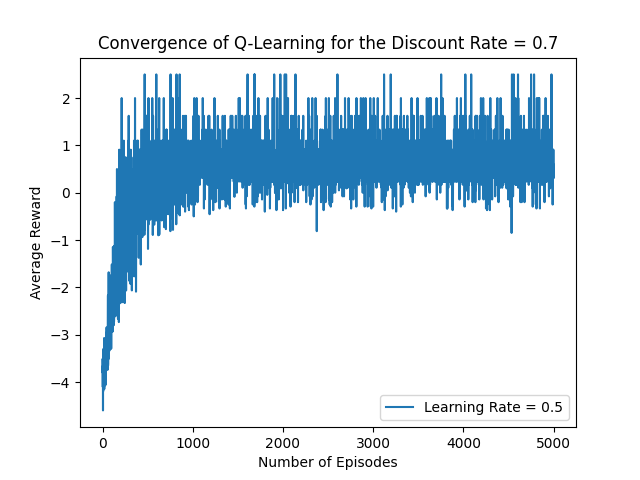 Convergence of Q-Learning for the Discount Rate = 0.7
2
1
0
−1
−2
−3
−4
Average Reward
0 1000 2000 3000 4000 5000
Number of Episodes
Learning Rate = 0.5